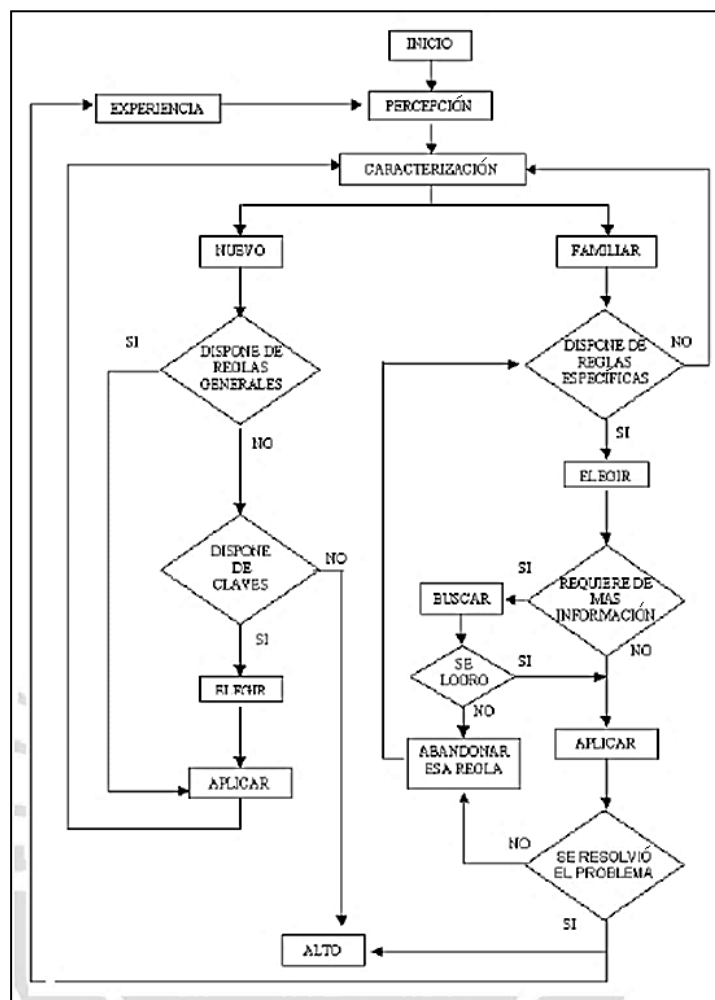 INICIO
EXPERIENCIA
PERCEPCIÓN
CARACTERIZACIÓN
NUEVO
FAMILIAR
SI
DISPONE DE
REGLAS
GENERALES
DISPONE DE
REGLAS
ESPECÍFICAS
NO
NO
SI
ELEGIR
DISPONE
DE
CLAVES
NO
SI
REQUIERE DE
MAS
INFORMACIÓN
BUSCAR
SI
SE
LOGRO
SI
NO
NO
ELEGIR
ABANDONAR
ESA REGLA
APLICAR
APLICAR
NO
SE RESOLVIÓ
EL PROBLEMA
SI
ALTO